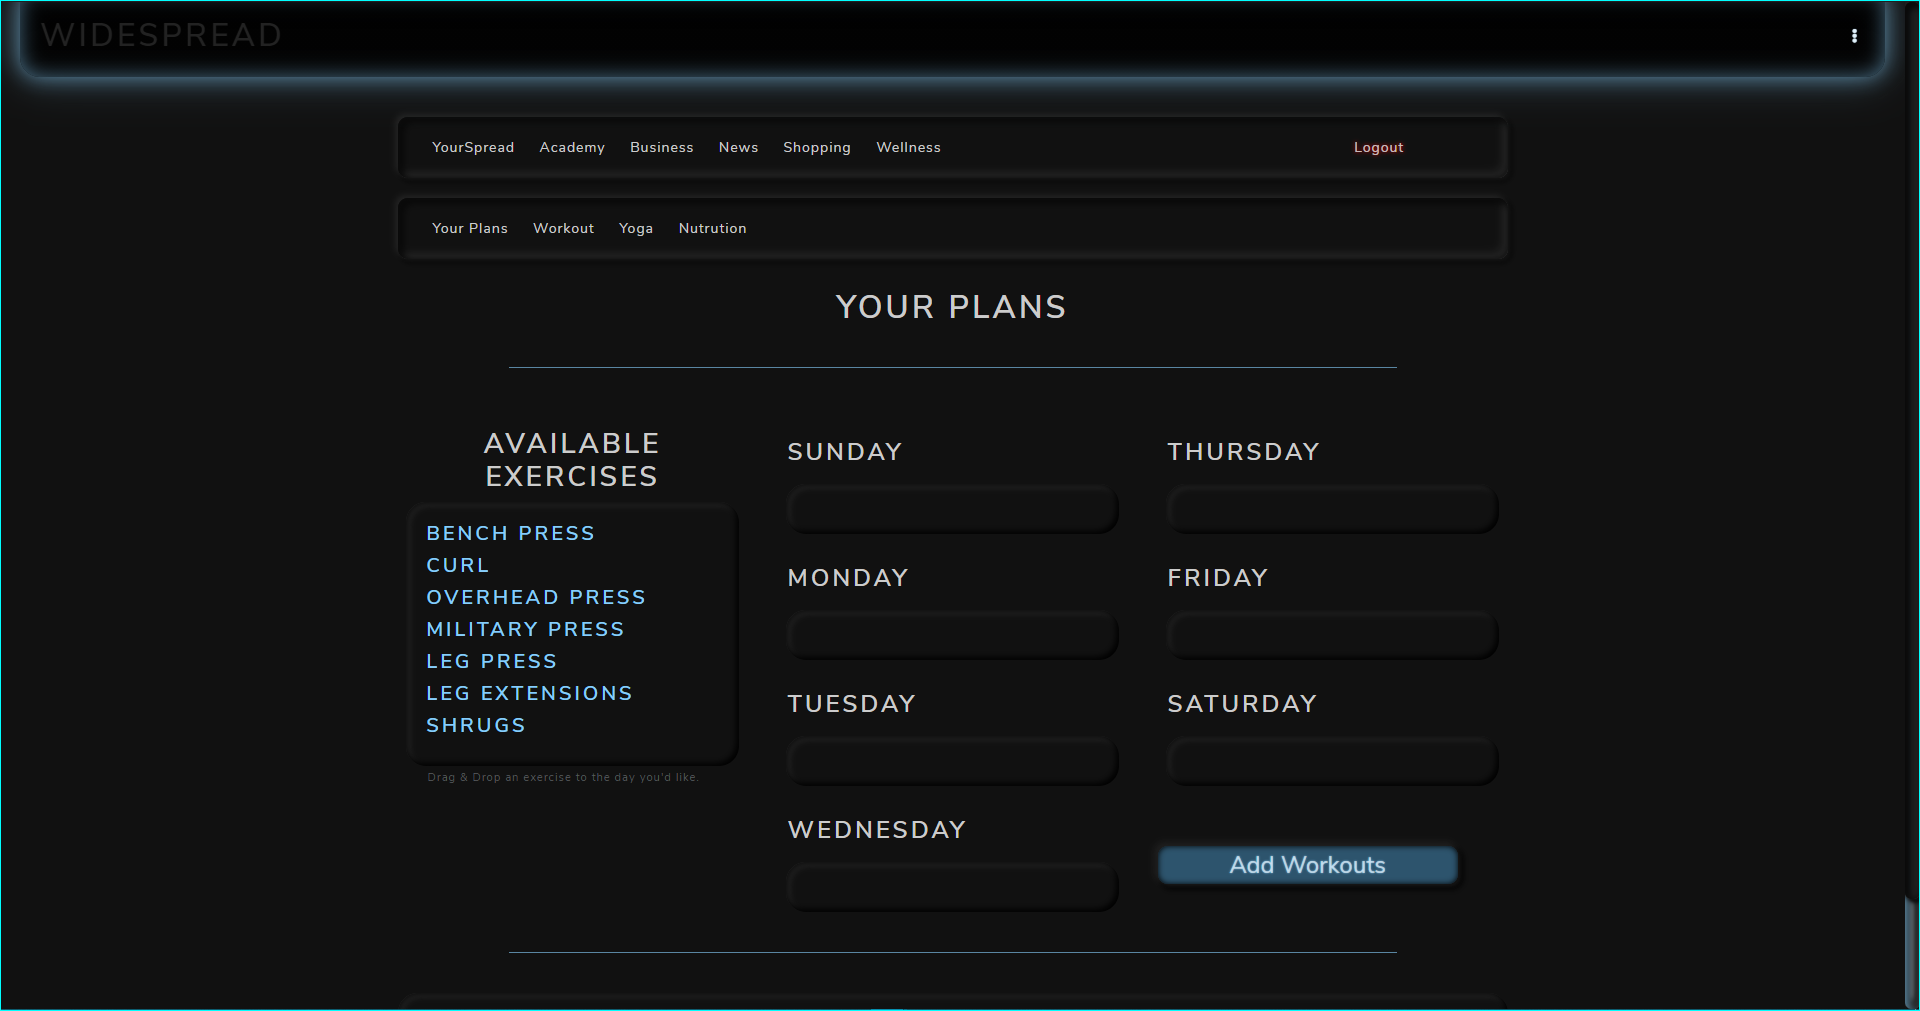 WIDESPREAD
YourSpread Academy Business News Shopping Wellness Logout
Your Plans Workout Yoga Nutrution
YOUR PLANS
AVAILABLE
EXERCISES
BENCH PRESS
CURL
OVERHEAD PRESS
MILITARY PRESS
LEG PRESS
LEG EXTENSIONS
SHRUGS
Drag & Drop an exercise to the day you'd like.
SUNDAY
MONDAY
TUESDAY
WEDNESDAY
THURSDAY
FRIDAY
SATURDAY
Add Workouts